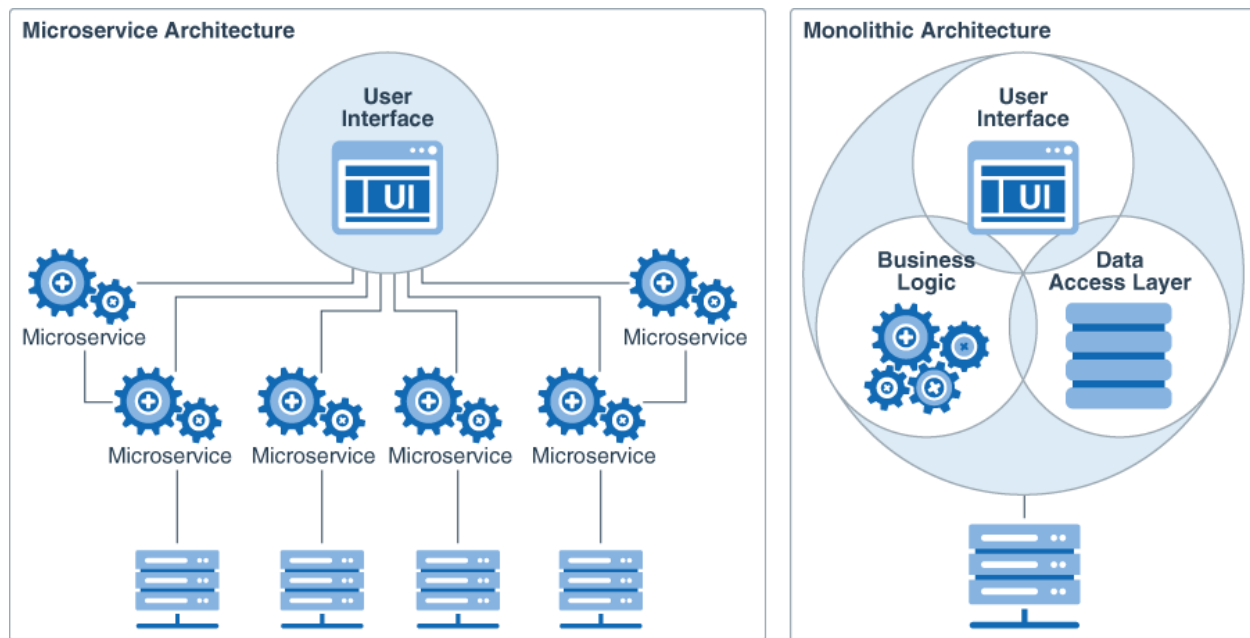 Microservice Architecture
User
Interface
UI
Microservice
Microservice
Microservice
Microservice
Microservice
Microservice
Monolithic Architecture
User
Interface
UI
Business
Logic
Data
Access Layer